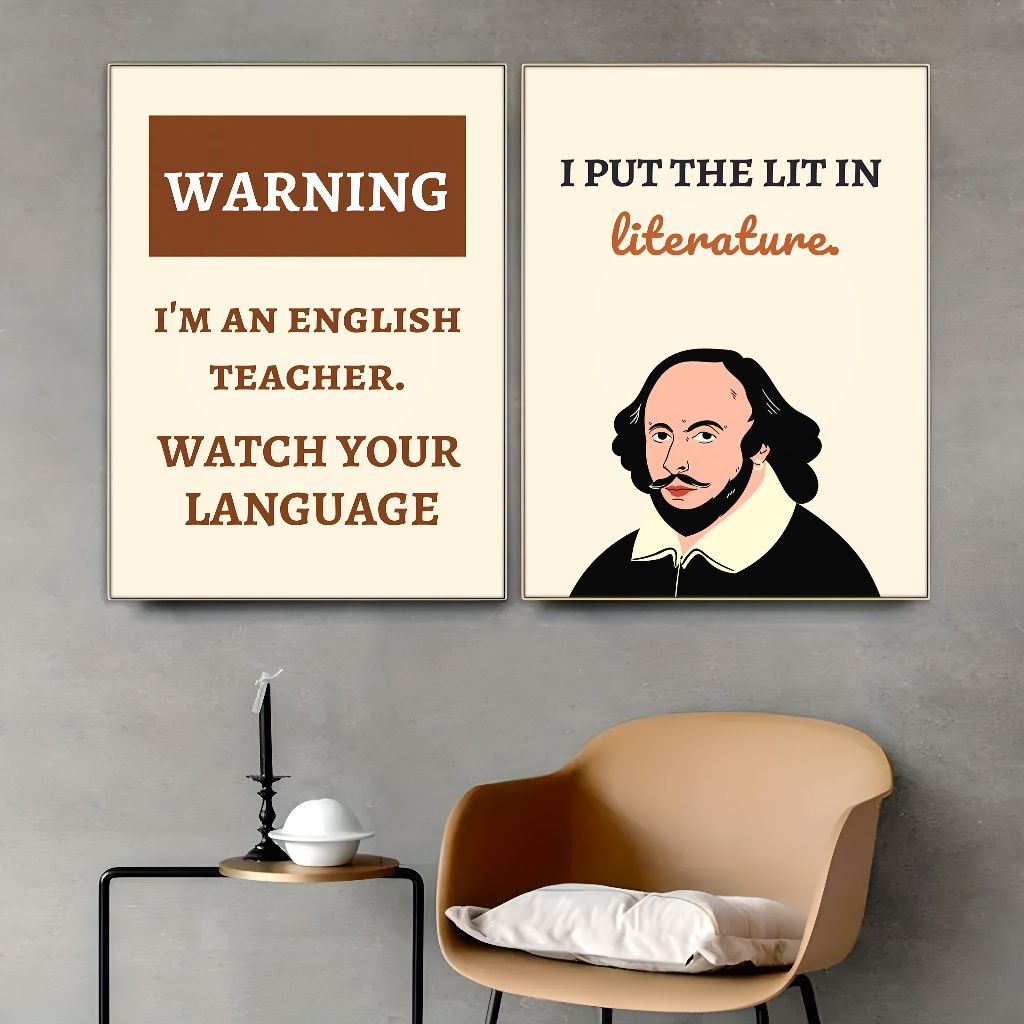 WARNING
I'M AN ENGLISH
TEACHER.
WATCH YOUR
LANGUAGE
I PUT THE LIT IN
literature.